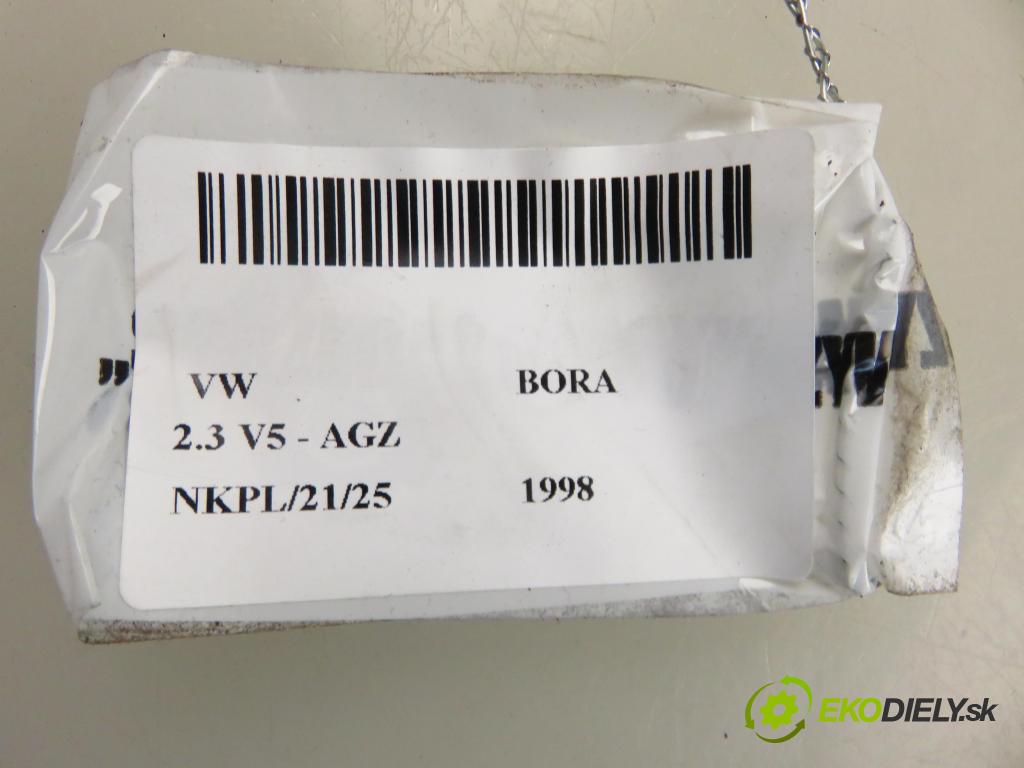 VW BORA
2.3 V5 - AGZ
NKPL/21/25 1998
EKODIELY.sk